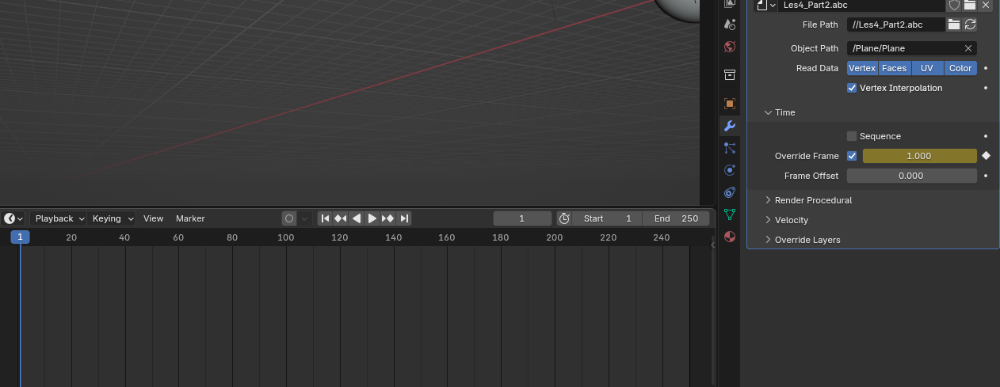 Les4_Part2.abc
File Path //Les4_Part2.abc
Object Path /Plane/Plane
Read Data Vertex Faces UV Color
Vertex Interpolation
Time
Sequence
Override Frame 1.000
Frame Offset 0.000
Render Procedural
Velocity
Override Layers
Playback Keying View Marker 1 Start 1 End 250
1 20 40 60 80 100 120 140 160 180 200 220 240